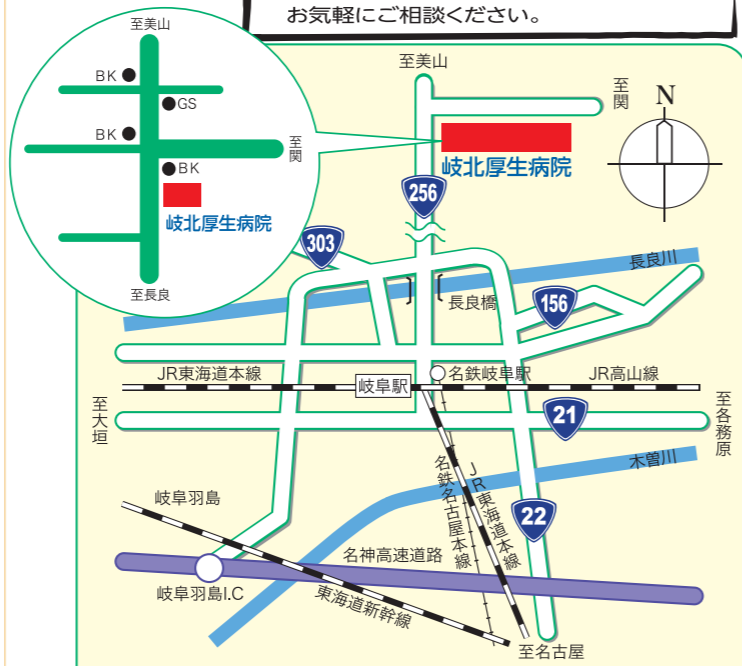 お気軽にご相談ください。
至美山
BK
GS
BK
至関
BK
岐北厚生病院
至長良
至美山
至関
N
岐北厚生病院
256
303
長良川
長良橋
156
JR東海道本線
岐阜駅
名鉄岐阜駅
JR高山線
至大垣
21
至各務原
名鉄名古屋本線
JR東海道本線
木曽川
22
岐阜羽島
名神高速道路
岐阜羽島I.C
東海道新幹線
至名古屋